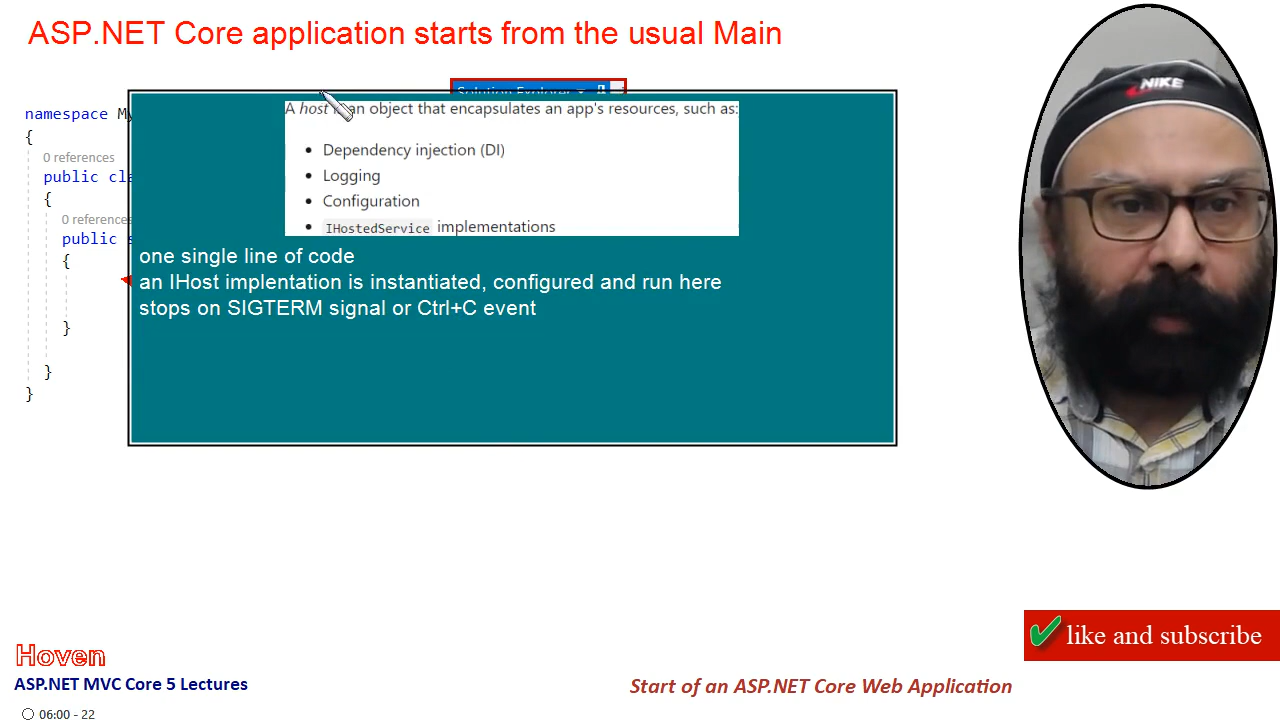 ASP.NET Core application starts from the usual Main
namespace
{
0 references
public
{
0 references
public
{
}
}
}
Solution Explorer
A host is an object that encapsulates an app's resources, such as:
• Dependency injection (DI)
• Logging
• Configuration
• IHostedService implementations
one single line of code
an IHost implentation is instantiated, configured and run here
stops on SIGTERM signal or Ctrl+C event
NIKE
like and subscribe
Hoven
ASP.NET MVC Core 5 Lectures
Start of an ASP.NET Core Web Application
06:00 - 22